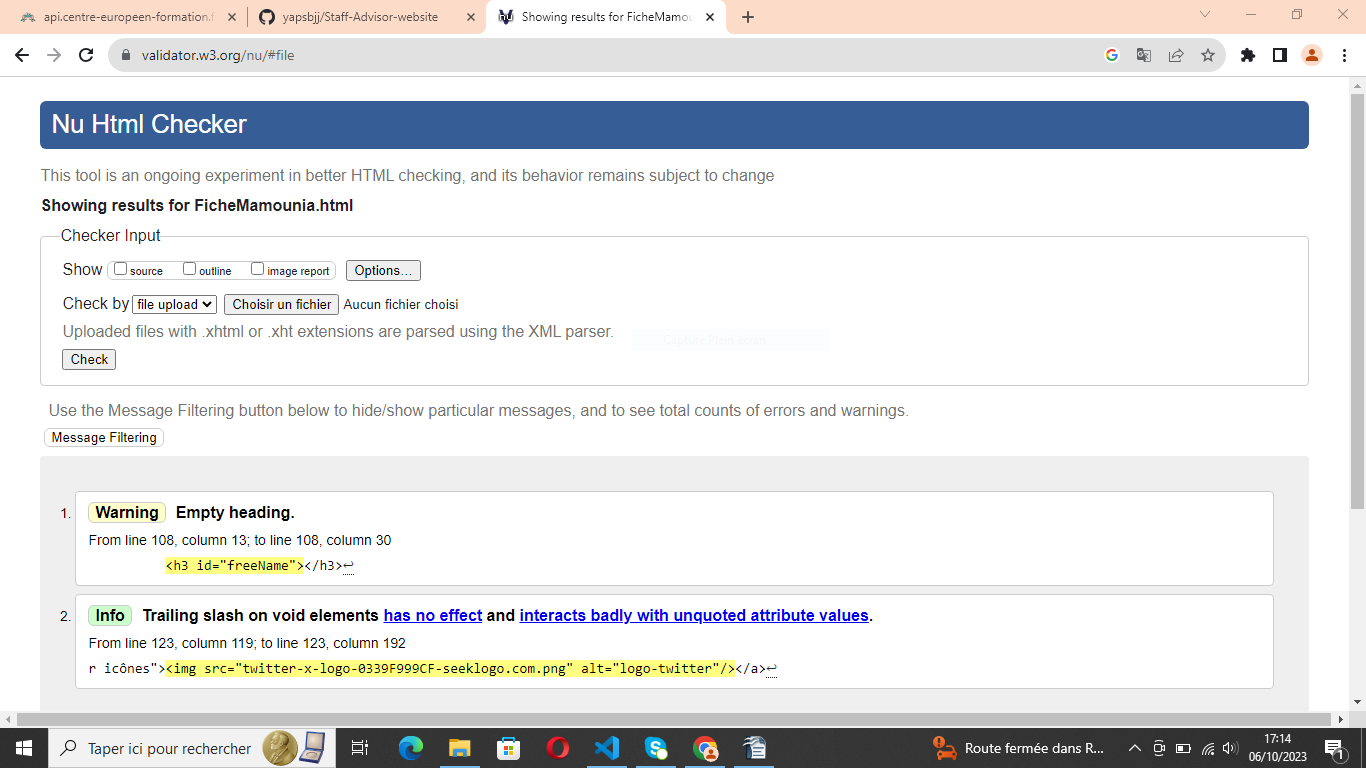 api.centre-europeen-formation.f
yapsbjj/Staff-Advisor-website
Showing results for FicheMamou
validator.w3.org/nu/#file
Nu Html Checker
This tool is an ongoing experiment in better HTML checking, and its behavior remains subject to change
Showing results for FicheMamounia.html
Checker Input
Show source outline image report Options...
Check by file upload Choisir un fichier Aucun fichier choisi
Uploaded files with .xhtml or .xht extensions are parsed using the XML parser.
Check
Use the Message Filtering button below to hide/show particular messages, and to see total counts of errors and warnings.
Message Filtering
1. Warning Empty heading.
From line 108, column 13; to line 108, column 30
<h3 id="freeName"></h3>↩
2. Info Trailing slash on void elements has no effect and interacts badly with unquoted attribute values.
From line 123, column 119; to line 123, column 192
r icônes"><img src="twitter-x-logo-0339F999CF-seeklogo.com.png" alt="logo-twitter"/></a>↩
Taper ici pour rechercher
Route fermée dans R...
17:14
06/10/2023
1